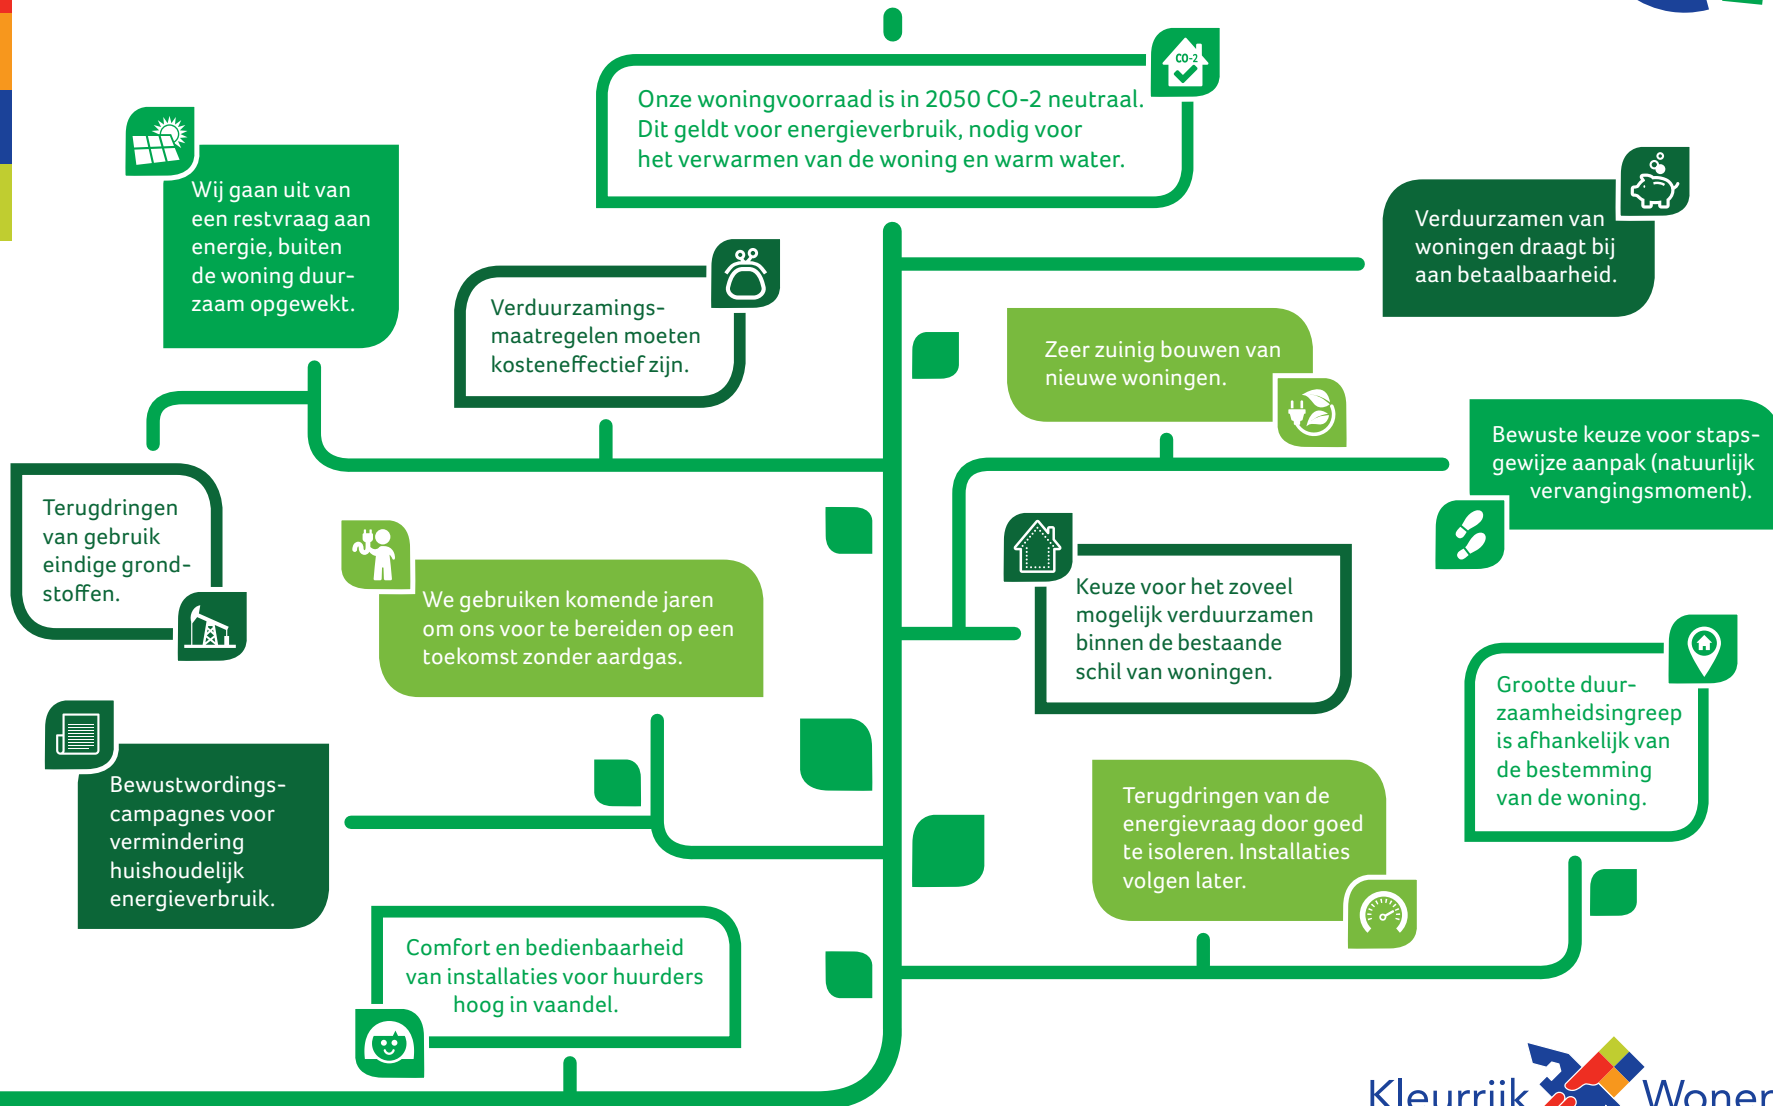 CO-2
Onze woningvoorraad is in 2050 CO-2 neutraal.
Dit geldt voor energieverbruik, nodig voor
het verwarmen van de woning en warm water.
Wij gaan uit van
een restvraag aan
energie, buiten
de woning duur-
zaam opgewekt.
Verduurzamen van
woningen draagt bij
aan betaalbaarheid.
Verduurzamings-
maatregelen moeten
kosteneffectief zijn.
Zeer zuinig bouwen van
nieuwe woningen.
Bewuste keuze voor staps-
gewijze aanpak (natuurlijk
vervangingsmoment).
Terugdringen
van gebruik
eindige grond-
stoffen.
We gebruiken komende jaren
om ons voor te bereiden op een
toekomst zonder aardgas.
Keuze voor het zoveel
mogelijk verduurzamen
binnen de bestaande
schil van woningen.
Grootte duur-
zaamheidsingreep
is afhankelijk van
de bestemming
van de woning.
Bewustwordings-
campagnes voor
vermindering
huishoudelijk
energieverbruik.
Terugdringen van de
energievraag door goed
te isoleren. Installaties
volgen later.
Comfort en bedienbaarheid
van installaties voor huurders
hoog in vaandel.
Kleurrijk Wonen